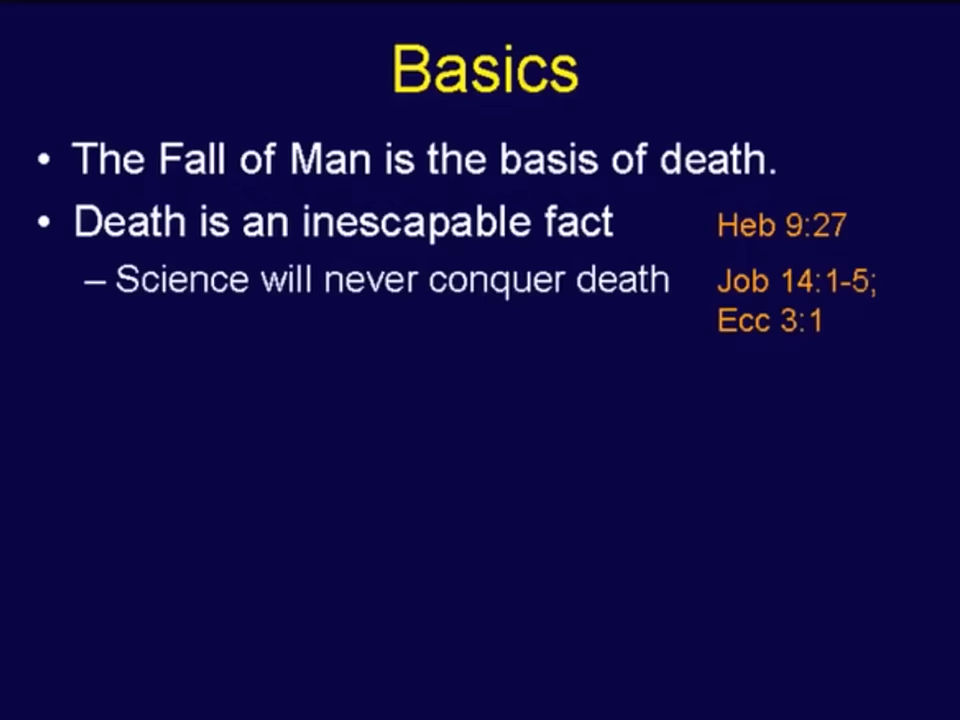 Basics
• The Fall of Man is the basis of death.
• Death is an inescapable fact Heb 9:27
– Science will never conquer death Job 14:1-5;
Ecc 3:1